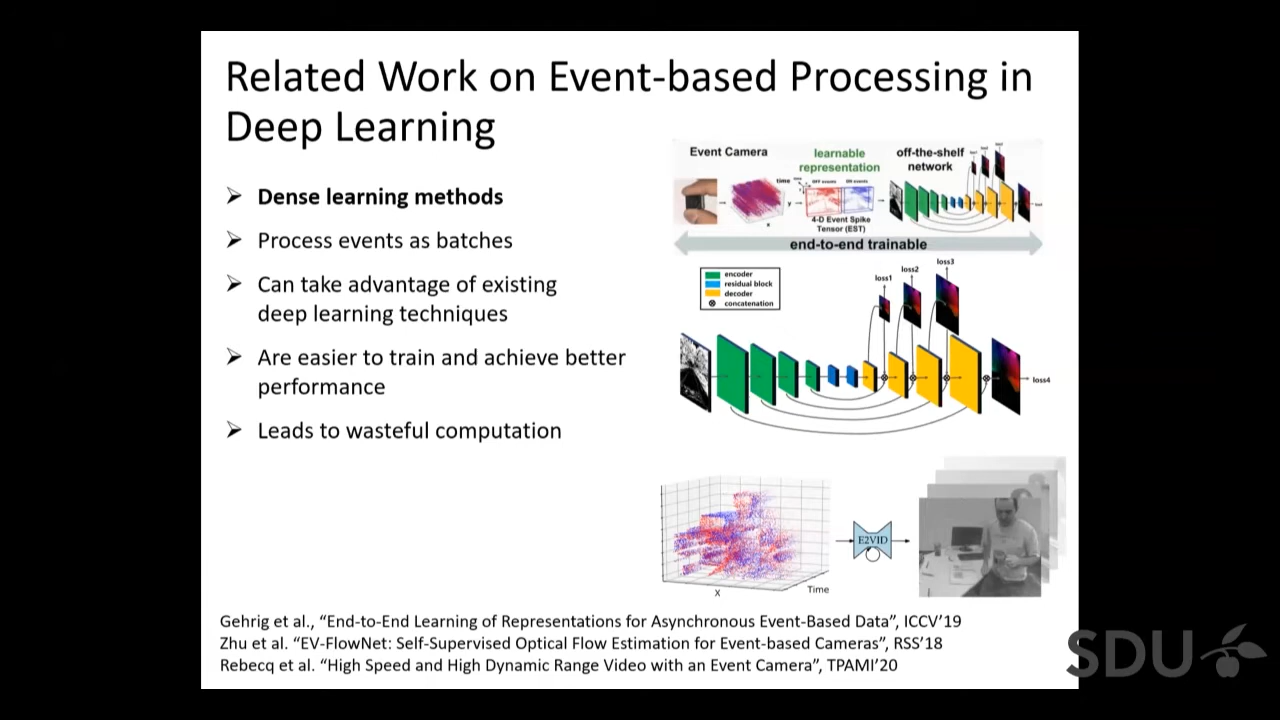 Related Work on Event-based Processing in
Deep Learning
Dense learning methods
Process events as batches
Can take advantage of existing
deep learning techniques
Are easier to train and achieve better
performance
Leads to wasteful computation
Event Camera
learnable
representation
off-the-shelf
network
time
OFF events
ON events
x
y
4-D Event Spike
Tensor (EST)
end-to-end trainable
encoder
residual block
decoder
concatenation
loss1
loss2
loss3
loss4
X
Time
E2VID
Gehrig et al., “End-to-End Learning of Representations for Asynchronous Event-Based Data”, ICCV’19
Zhu et al. “EV-FlowNet: Self-Supervised Optical Flow Estimation for Event-based Cameras”, RSS’18
Rebecq et al. “High Speed and High Dynamic Range Video with an Event Camera”, TPAMI’20
SDU